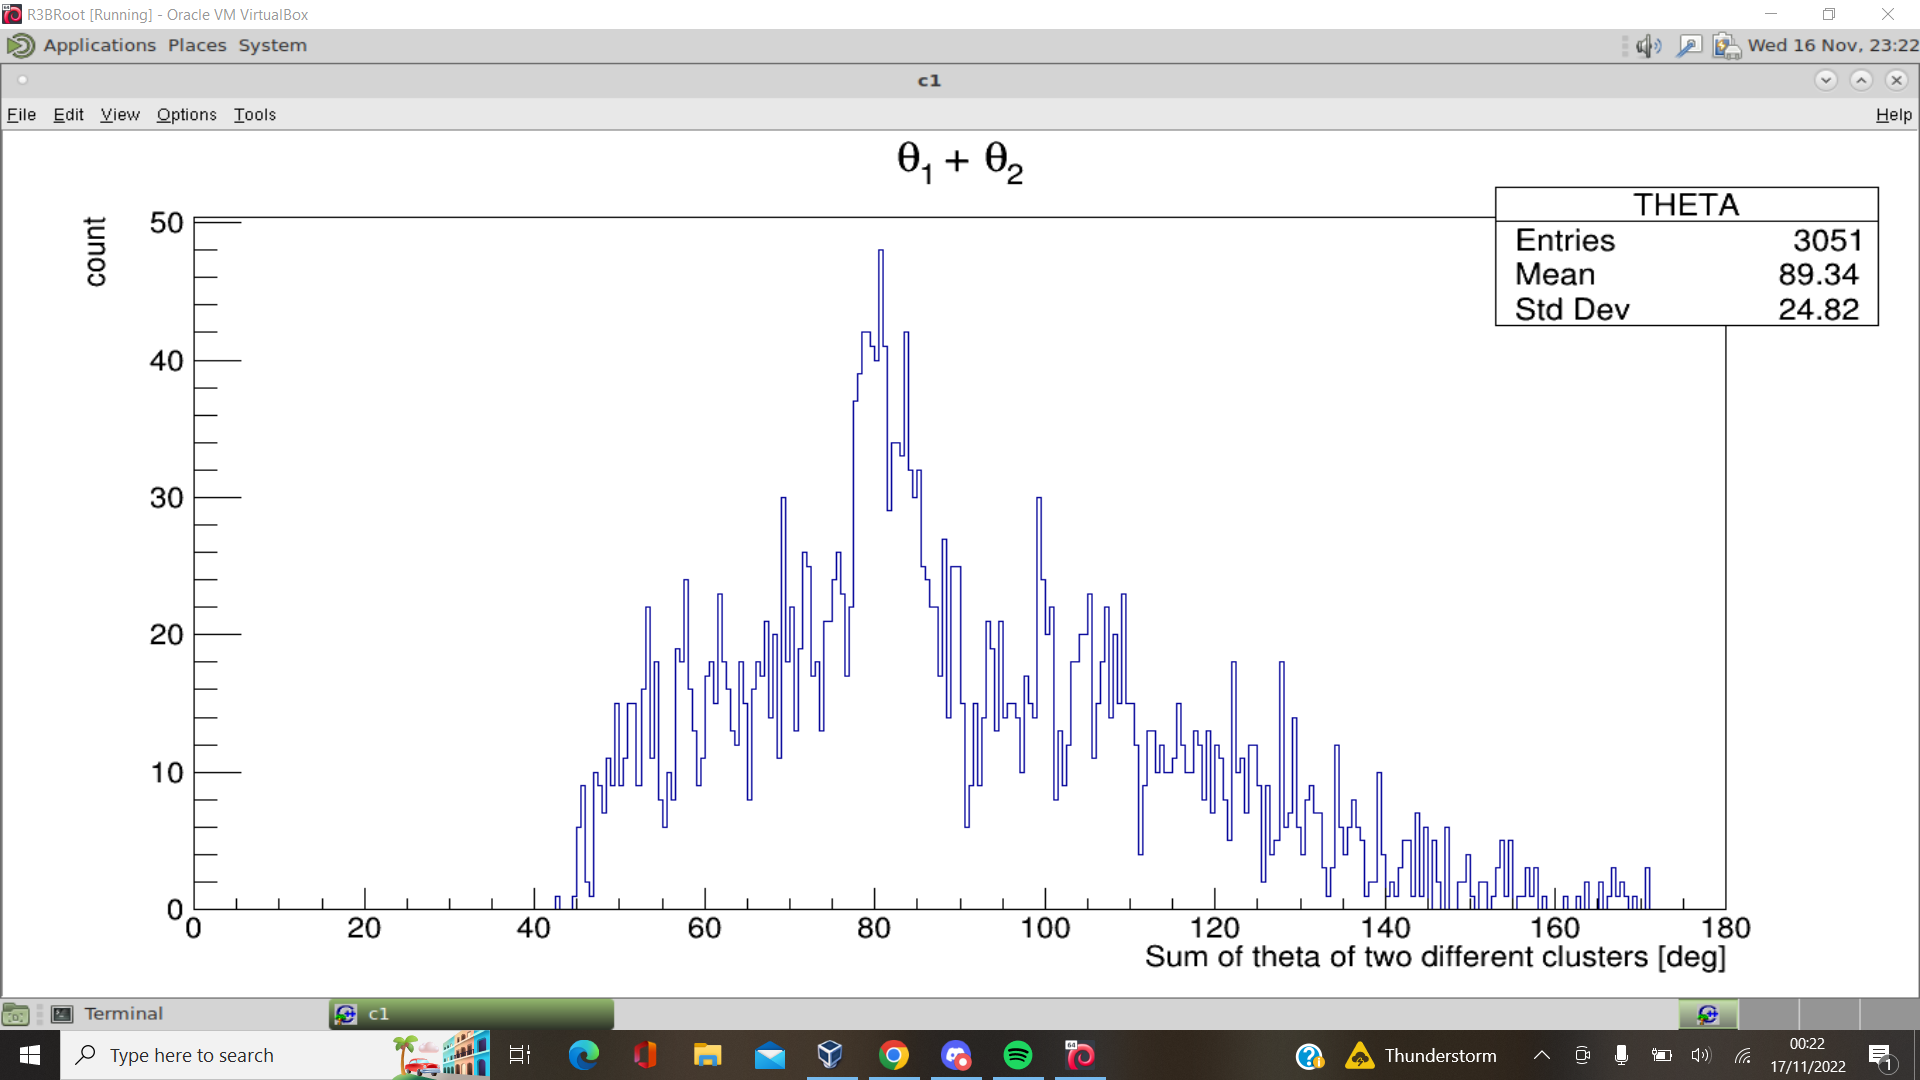 R3BRoot [Running] - Oracle VM VirtualBox
Applications Places System
Wed 16 Nov, 23:22
c1
File Edit View Options Tools
Help
θ1 + θ2
THETA
Entries 3051
Mean 89.34
Std Dev 24.82
count
50
40
30
20
10
0
0 20 40 60 80 100 120 140 160 180
Sum of theta of two different clusters [deg]
Terminal
c1
Type here to search
64
Thunderstorm
00:22
17/11/2022
1